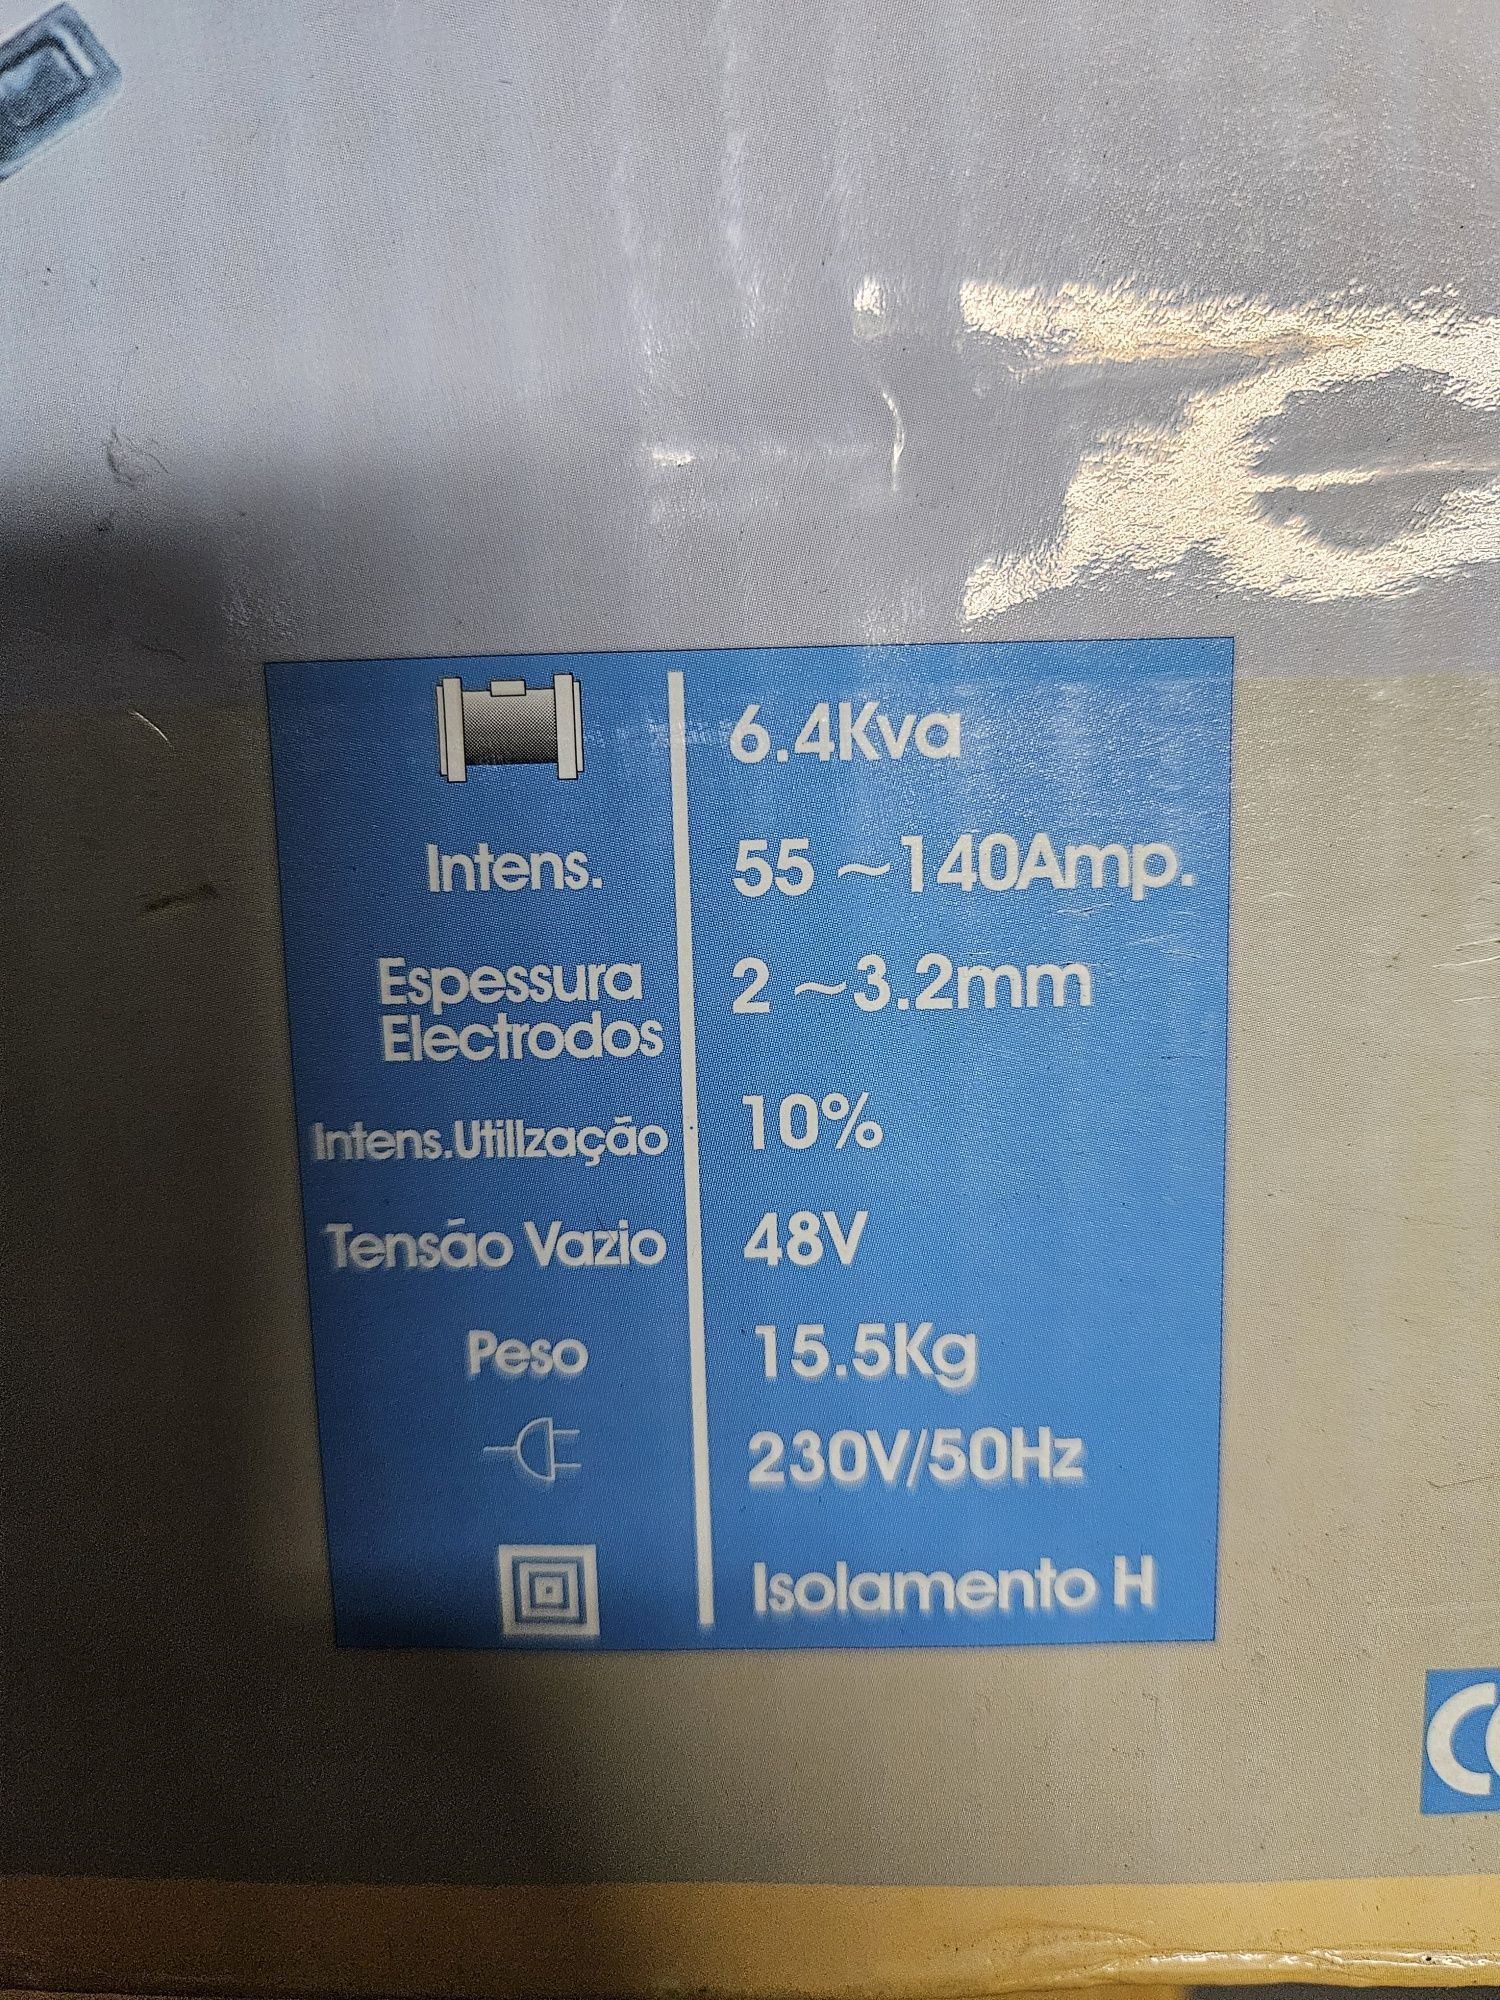 6.4Kva
Intens. 55 ~140Amp.
Espessura 2 ~3.2mm
Electrodos
Intens.Utilização 10%
Tensão Vazio 48V
Peso 15.5Kg
230V/50Hz
Isolamento H